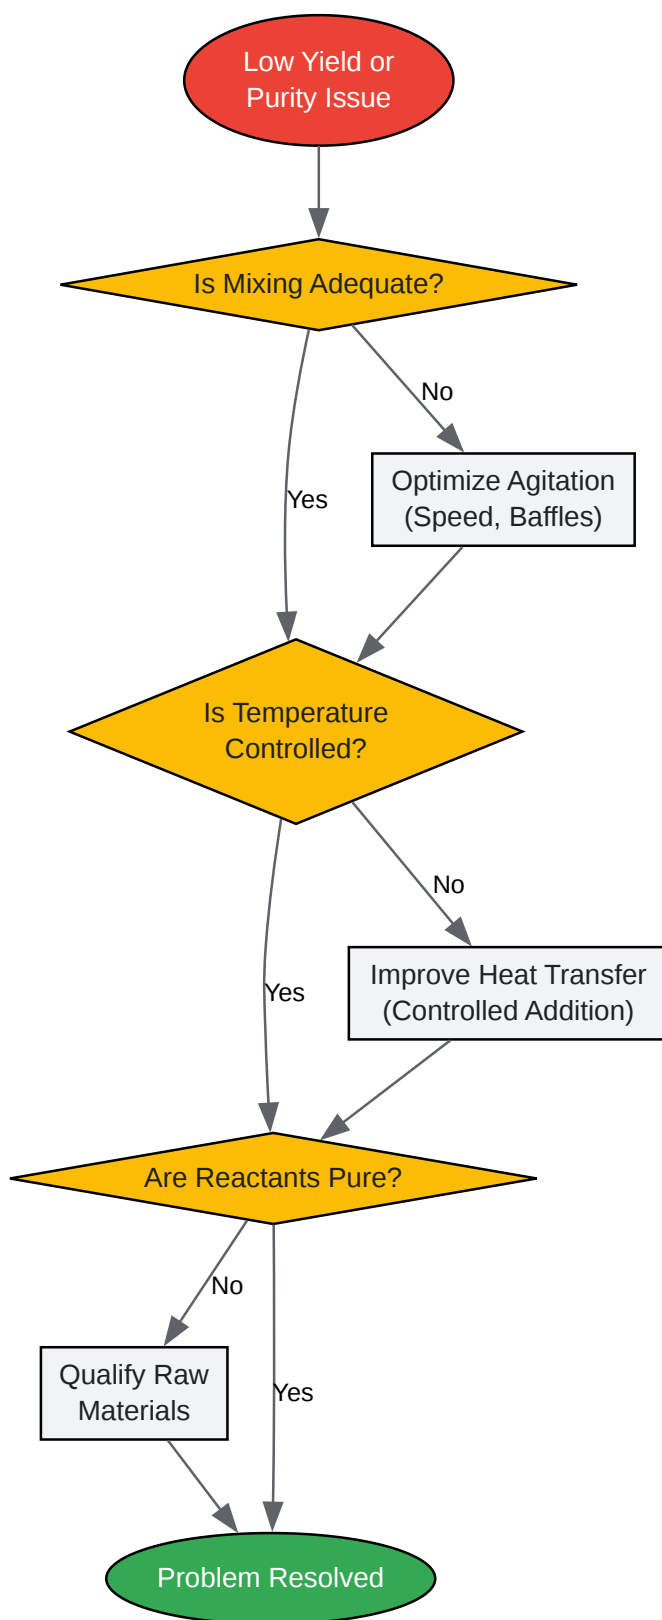 Low Yield or
Purity Issue
Is Mixing Adequate?
No
Optimize Agitation
(Speed, Baffles)
Yes
Is Temperature
Controlled?
No
Improve Heat Transfer
(Controlled Addition)
Yes
Are Reactants Pure?
No
Qualify Raw
Materials
Yes
Problem Resolved